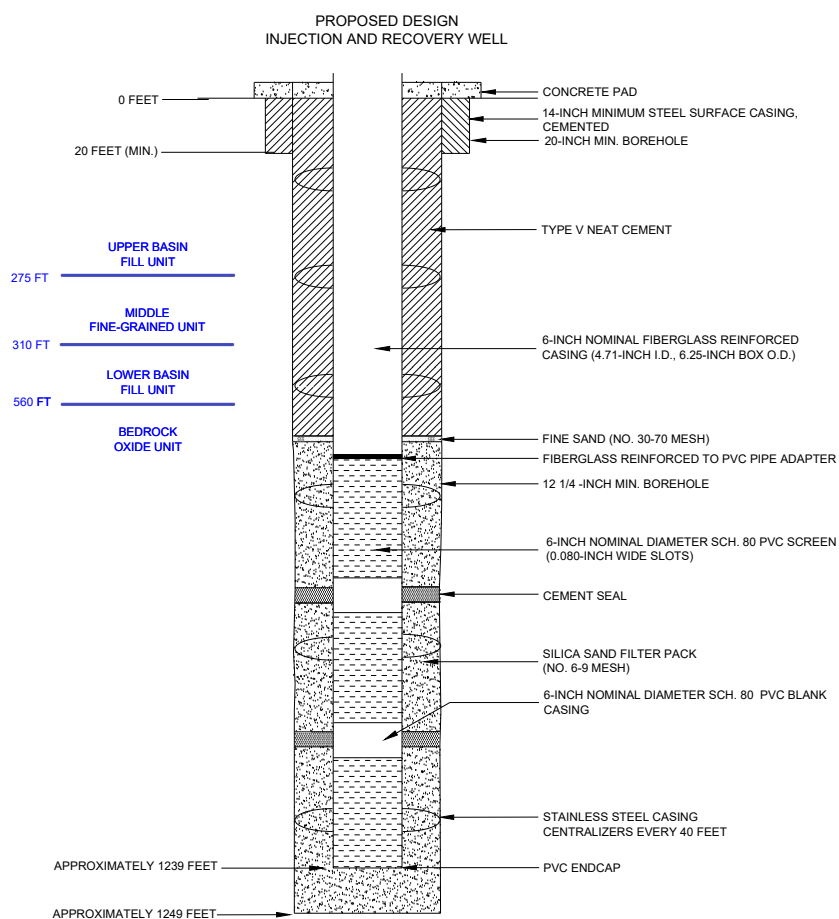 PROPOSED DESIGN
INJECTION AND RECOVERY WELL
CONCRETE PAD
0 FEET
14-INCH MINIMUM STEEL SURFACE CASING,
CEMENTED
20-INCH MIN. BOREHOLE
20 FEET (MIN.)
TYPE V NEAT CEMENT
UPPER BASIN
FILL UNIT
275 FT
MIDDLE
FINE-GRAINED UNIT
310 FT
6-INCH NOMINAL FIBERGLASS REINFORCED
CASING (4.71-INCH I.D., 6.25-INCH BOX O.D.)
LOWER BASIN
FILL UNIT
560 FT
BEDROCK
OXIDE UNIT
FINE SAND (NO. 30-70 MESH)
FIBERGLASS REINFORCED TO PVC PIPE ADAPTER
12 1/4 -INCH MIN. BOREHOLE
6-INCH NOMINAL DIAMETER SCH. 80 PVC SCREEN
(0.080-INCH WIDE SLOTS)
CEMENT SEAL
SILICA SAND FILTER PACK
(NO. 6-9 MESH)
6-INCH NOMINAL DIAMETER SCH. 80 PVC BLANK
CASING
STAINLESS STEEL CASING
CENTRALIZERS EVERY 40 FEET
APPROXIMATELY 1239 FEET
PVC ENDCAP
APPROXIMATELY 1249 FEET